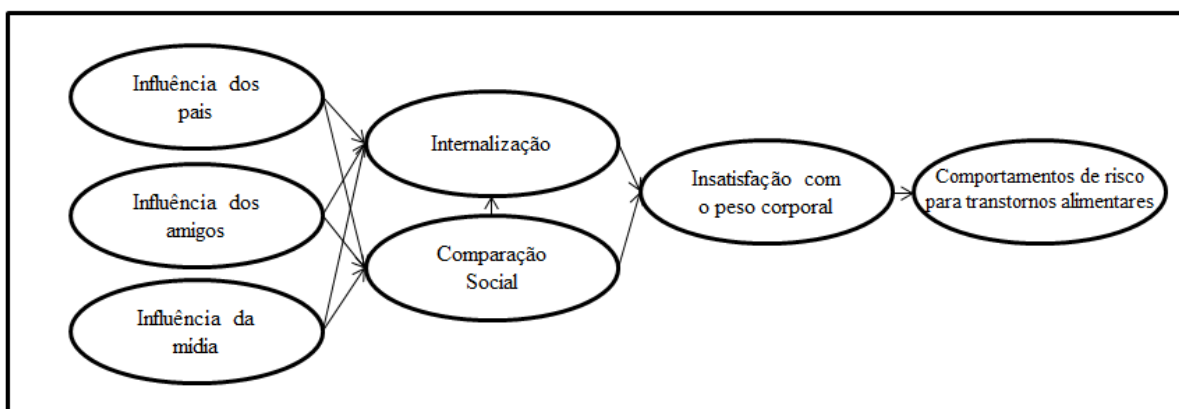 Influência dos
pais
Influência dos
amigos
Influência da
mídia
Internalização
Comparação
Social
Insatisfação com
o peso corporal
Comportamentos de risco
para transtornos alimentares